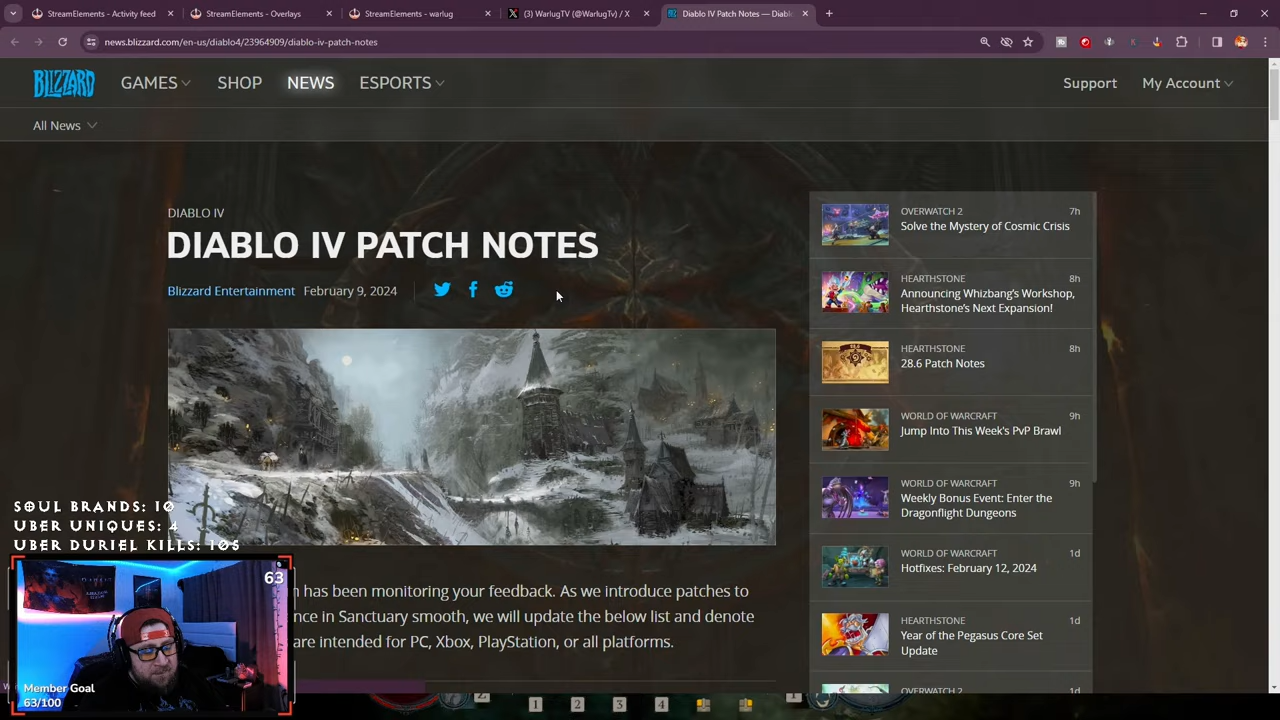 StreamElements - Activity feed
StreamElements - Overlays
StreamElements - warlug
(3) WarlugTV (@WarlugTv) / X
Diablo IV Patch Notes — Diabl
news.blizzard.com/en-us/diablo4/23964909/diablo-iv-patch-notes
BLIZZARD
GAMES
SHOP
NEWS
ESPORTS
Support
My Account
All News
DIABLO IV
DIABLO IV PATCH NOTES
Blizzard Entertainment February 9, 2024
OVERWATCH 2 7h
Solve the Mystery of Cosmic Crisis
HEARTHSTONE 8h
Announcing Whizbang's Workshop,
Hearthstone's Next Expansion!
HEARTHSTONE 8h
28.6 Patch Notes
WORLD OF WARCRAFT 9h
Jump Into This Week's PvP Brawl
WORLD OF WARCRAFT 9h
Weekly Bonus Event: Enter the
Dragonflight Dungeons
WORLD OF WARCRAFT 1d
Hotfixes: February 12, 2024
HEARTHSTONE 1d
Year of the Pegasus Core Set
Update
OVERWATCH 2 1d
has been monitoring your feedback. As we introduce patches to
nce in Sanctuary smooth, we will update the below list and denote
are intended for PC, Xbox, PlayStation, or all platforms.
SOUL BRANDS: 10
UBER UNIQUES: 4
UBER DURIEL KILLS: 105
63
Member Goal
63/100
Z 1 2 3 4 T